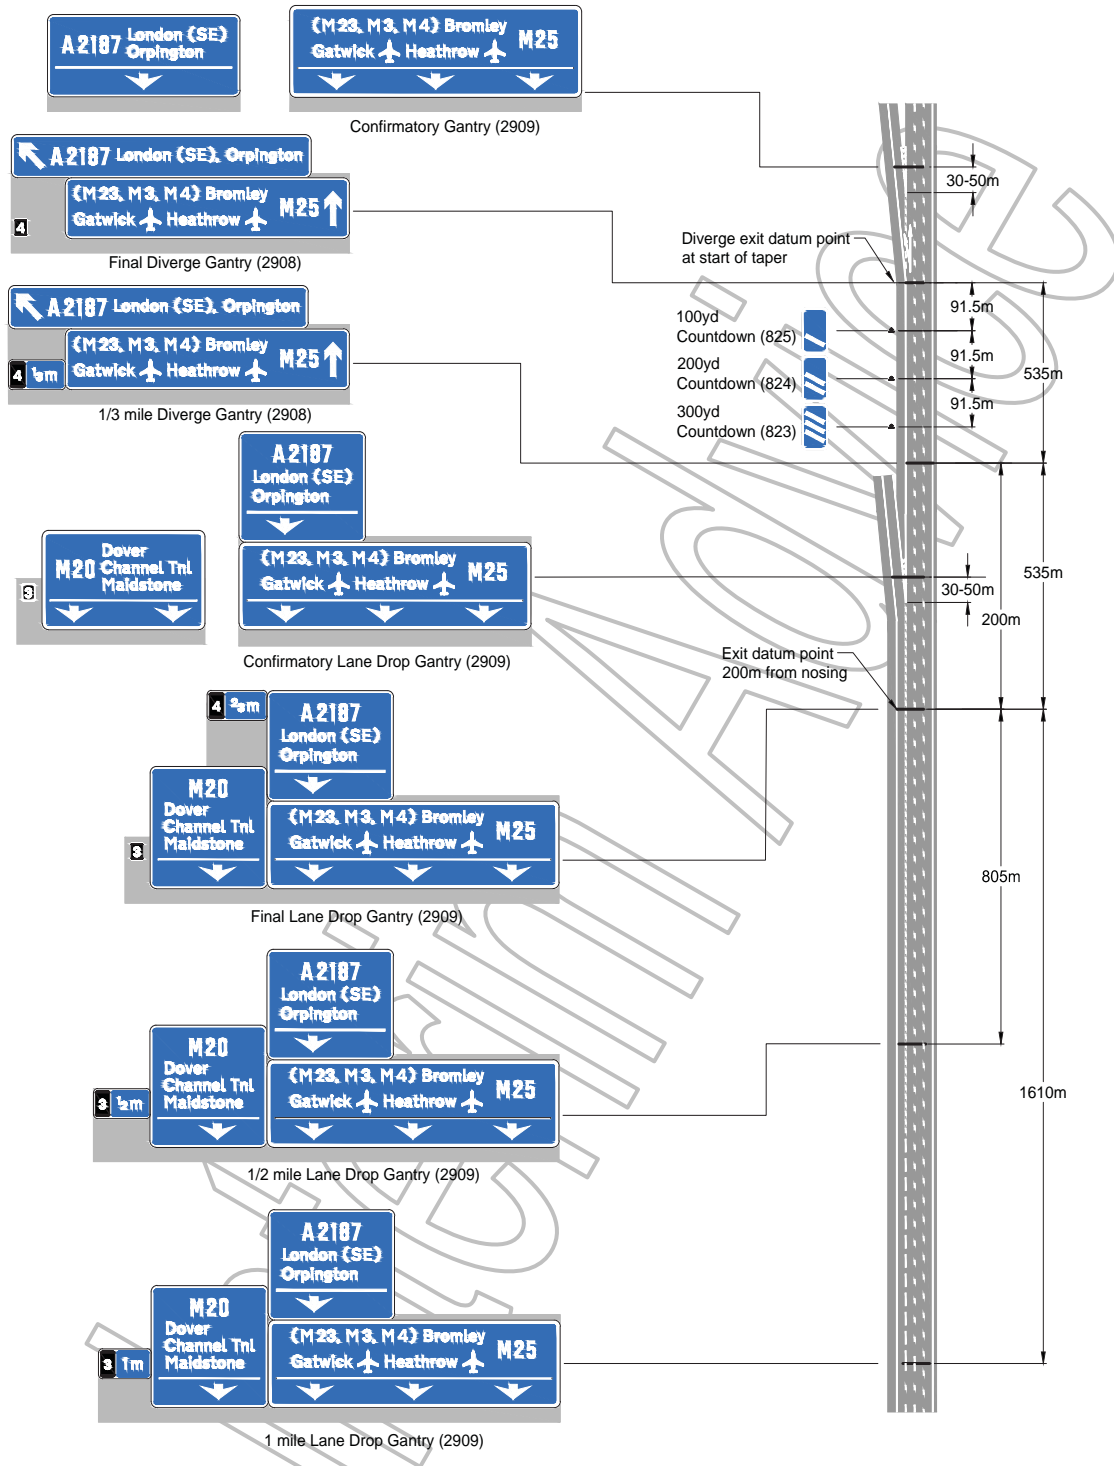 A2187 London (SE)
Orpington
(M23, M3, M4) Bromley
Gatwick Heathrow
M25
Confirmatory Gantry (2909)
A2187 London (SE), Orpington
(M23, M3, M4) Bromley
Gatwick Heathrow
M25
4
Final Diverge Gantry (2908)
A2187 London (SE), Orpington
(M23, M3, M4) Bromley
Gatwick Heathrow
M25
4 1/3m
1/3 mile Diverge Gantry (2908)
A2187
London (SE)
Orpington
M20
Dover
Channel Tnl
Maidstone
3
(M23, M3, M4) Bromley
Gatwick Heathrow
M25
Confirmatory Lane Drop Gantry (2909)
4 2/3m
A2187
London (SE)
Orpington
M20
Dover
Channel Tnl
Maidstone
3
(M23, M3, M4) Bromley
Gatwick Heathrow
M25
Final Lane Drop Gantry (2909)
A2187
London (SE)
Orpington
M20
Dover
Channel Tnl
Maidstone
3 1/2m
(M23, M3, M4) Bromley
Gatwick Heathrow
M25
1/2 mile Lane Drop Gantry (2909)
A2187
London (SE)
Orpington
M20
Dover
Channel Tnl
Maidstone
3 1m
(M23, M3, M4) Bromley
Gatwick Heathrow
M25
1 mile Lane Drop Gantry (2909)
30-50m
Diverge exit datum point
at start of taper
91.5m
100yd
Countdown (825)
91.5m
200yd
Countdown (824)
535m
91.5m
300yd
Countdown (823)
535m
30-50m
200m
Exit datum point
200m from nosing
805m
1610m
Interim Advice